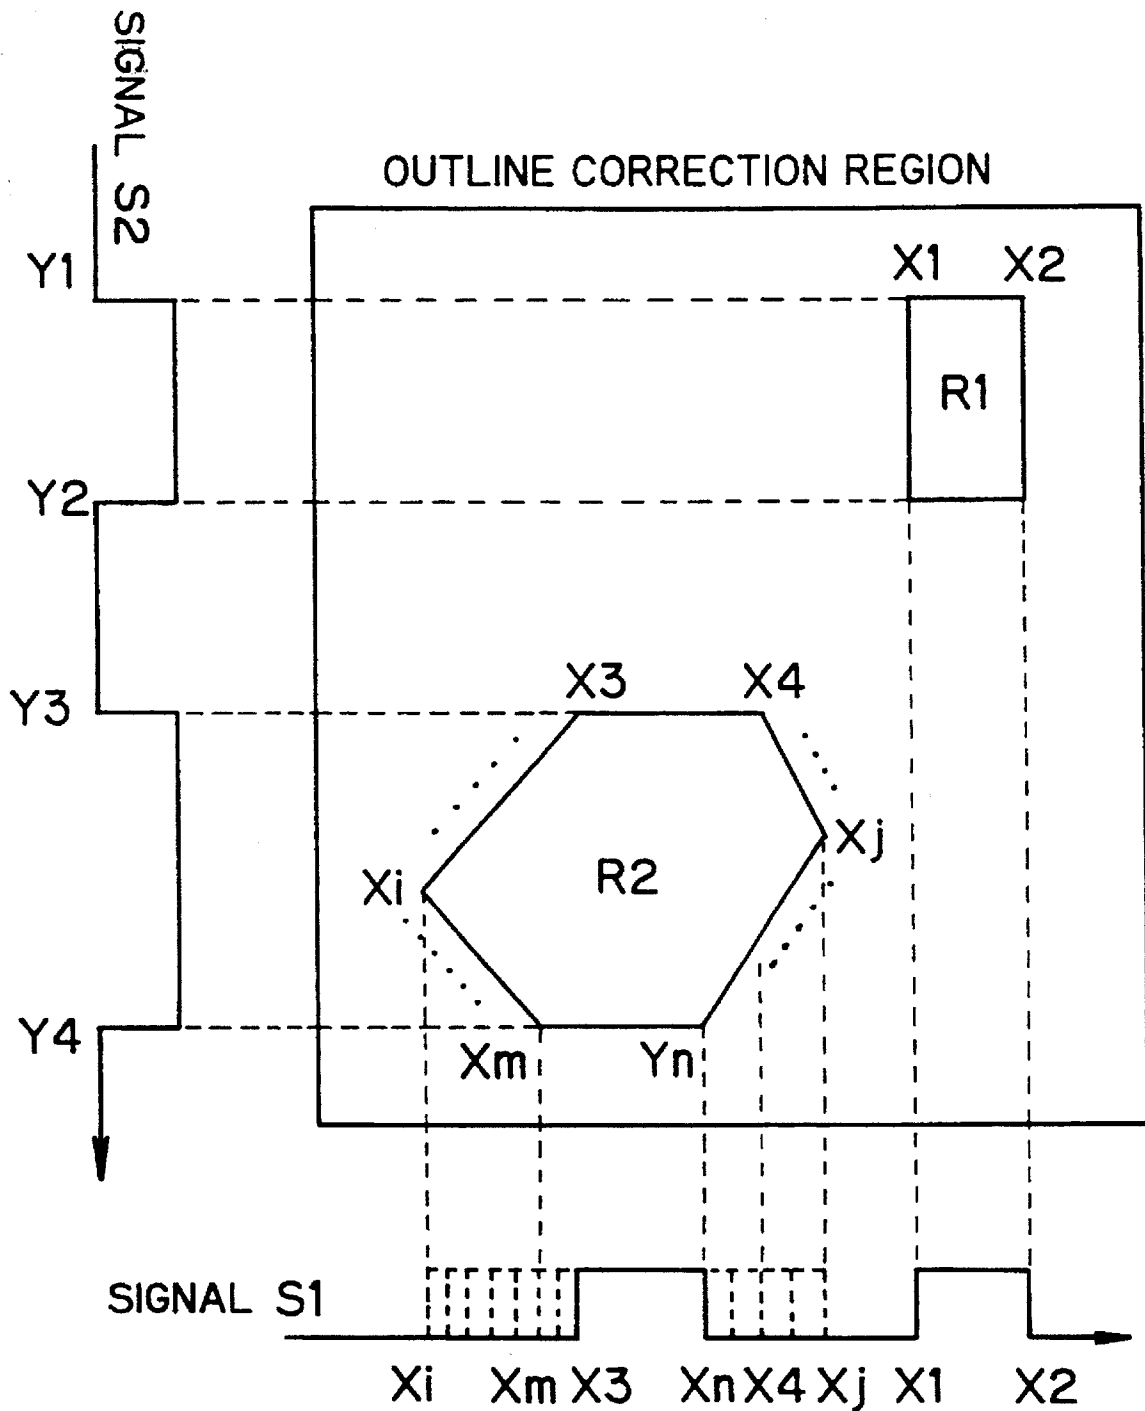 SIGNAL S2
OUTLINE CORRECTION REGION
Y1
X1 X2
R1
Y2
X3 X4
Y3
Xj
Xi
R2
Y4
Xm Yn
SIGNAL S1
Xi Xm X3 Xn X4 Xj X1 X2